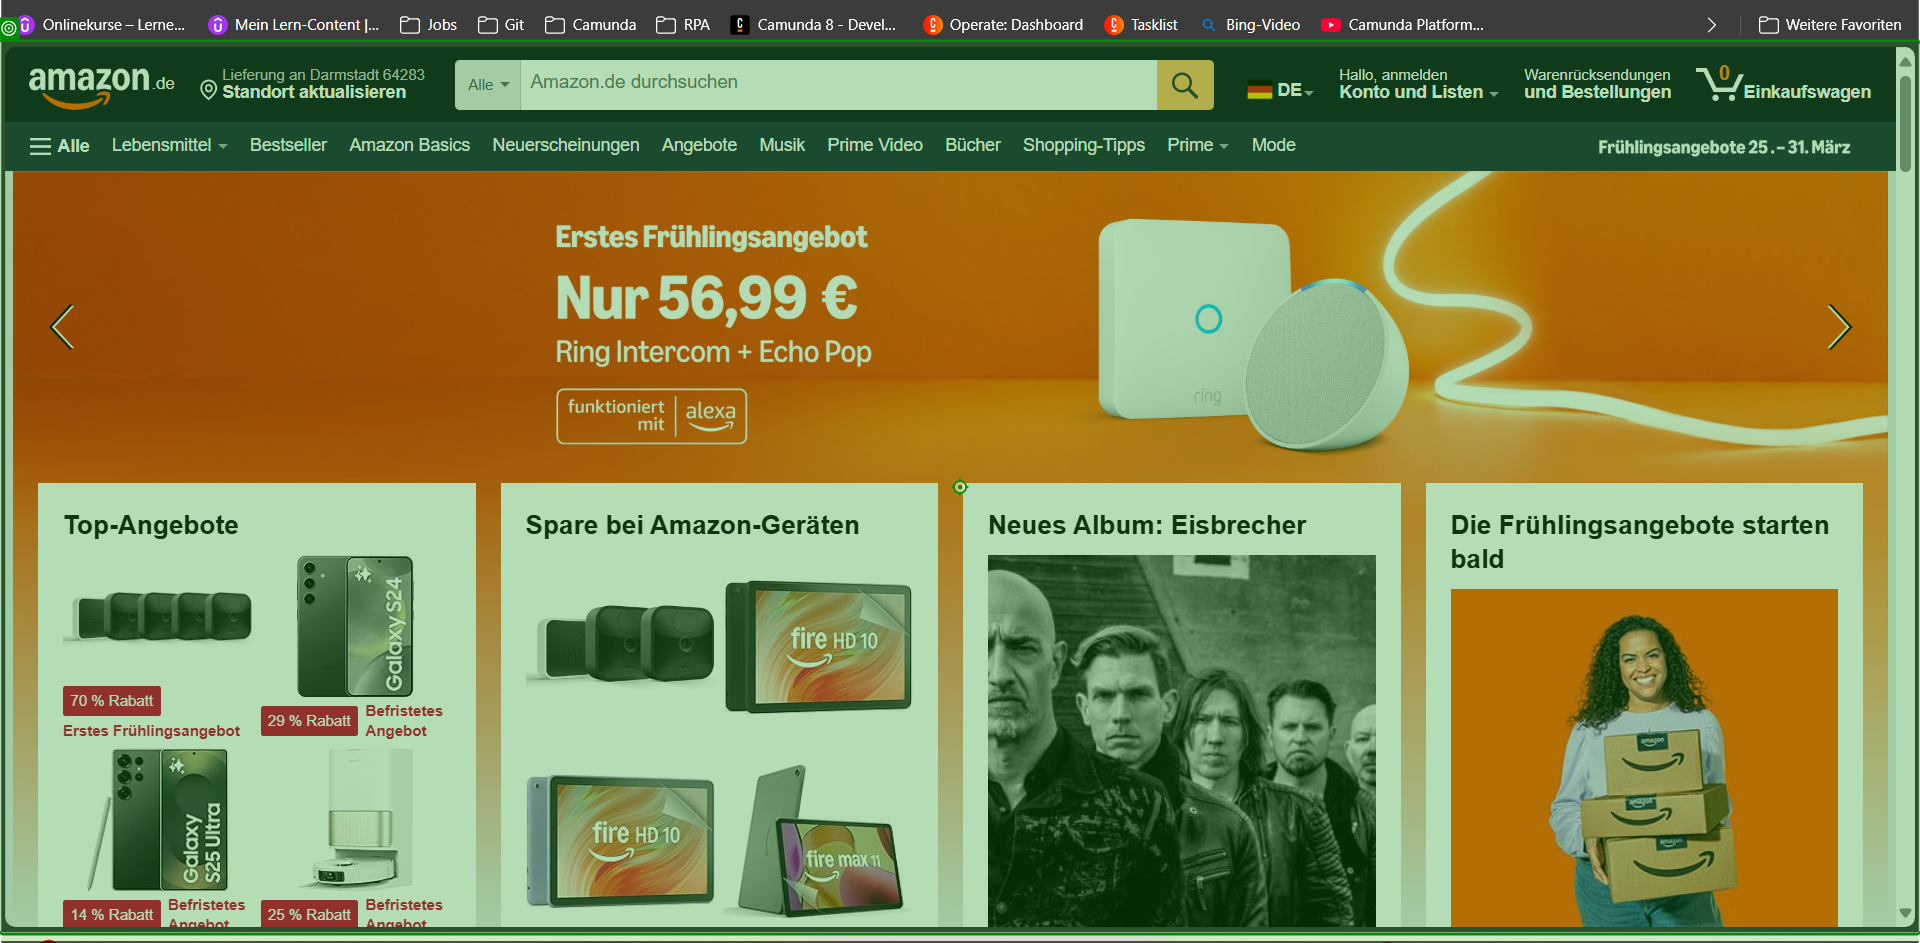 Onlinekurse – Lerne...
Mein Lern-Content |...
Jobs
Git
Camunda
RPA
Camunda 8 - Devel...
Operate: Dashboard
Tasklist
Bing-Video
Camunda Platform...
Weitere Favoriten
amazon.de
Lieferung an Darmstadt 64283
Standort aktualisieren
Alle
Amazon.de durchsuchen
DE
Hallo, anmelden
Konto und Listen
Warenrücksendungen
und Bestellungen
0
Einkaufswagen
Alle
Lebensmittel
Bestseller
Amazon Basics
Neuerscheinungen
Angebote
Musik
Prime Video
Bücher
Shopping-Tipps
Prime
Mode
Frühlingsangebote 25. – 31. März
Erstes Frühlingsangebot
Nur 56,99 €
Ring Intercom + Echo Pop
funktioniert
mit
alexa
ring
Top-Angebote
Galaxy S24
70 % Rabatt
Erstes Frühlingsangebot
29 % Rabatt
Befristetes
Angebot
Galaxy
S25 Ultra
14 % Rabatt
Befristetes
Angebot
25 % Rabatt
Befristetes
Angebot
Spare bei Amazon-Geräten
fire HD 10
fire HD 10
fire max 11
Neues Album: Eisbrecher
Die Frühlingsangebote starten
bald
amazon
amazon
amazon